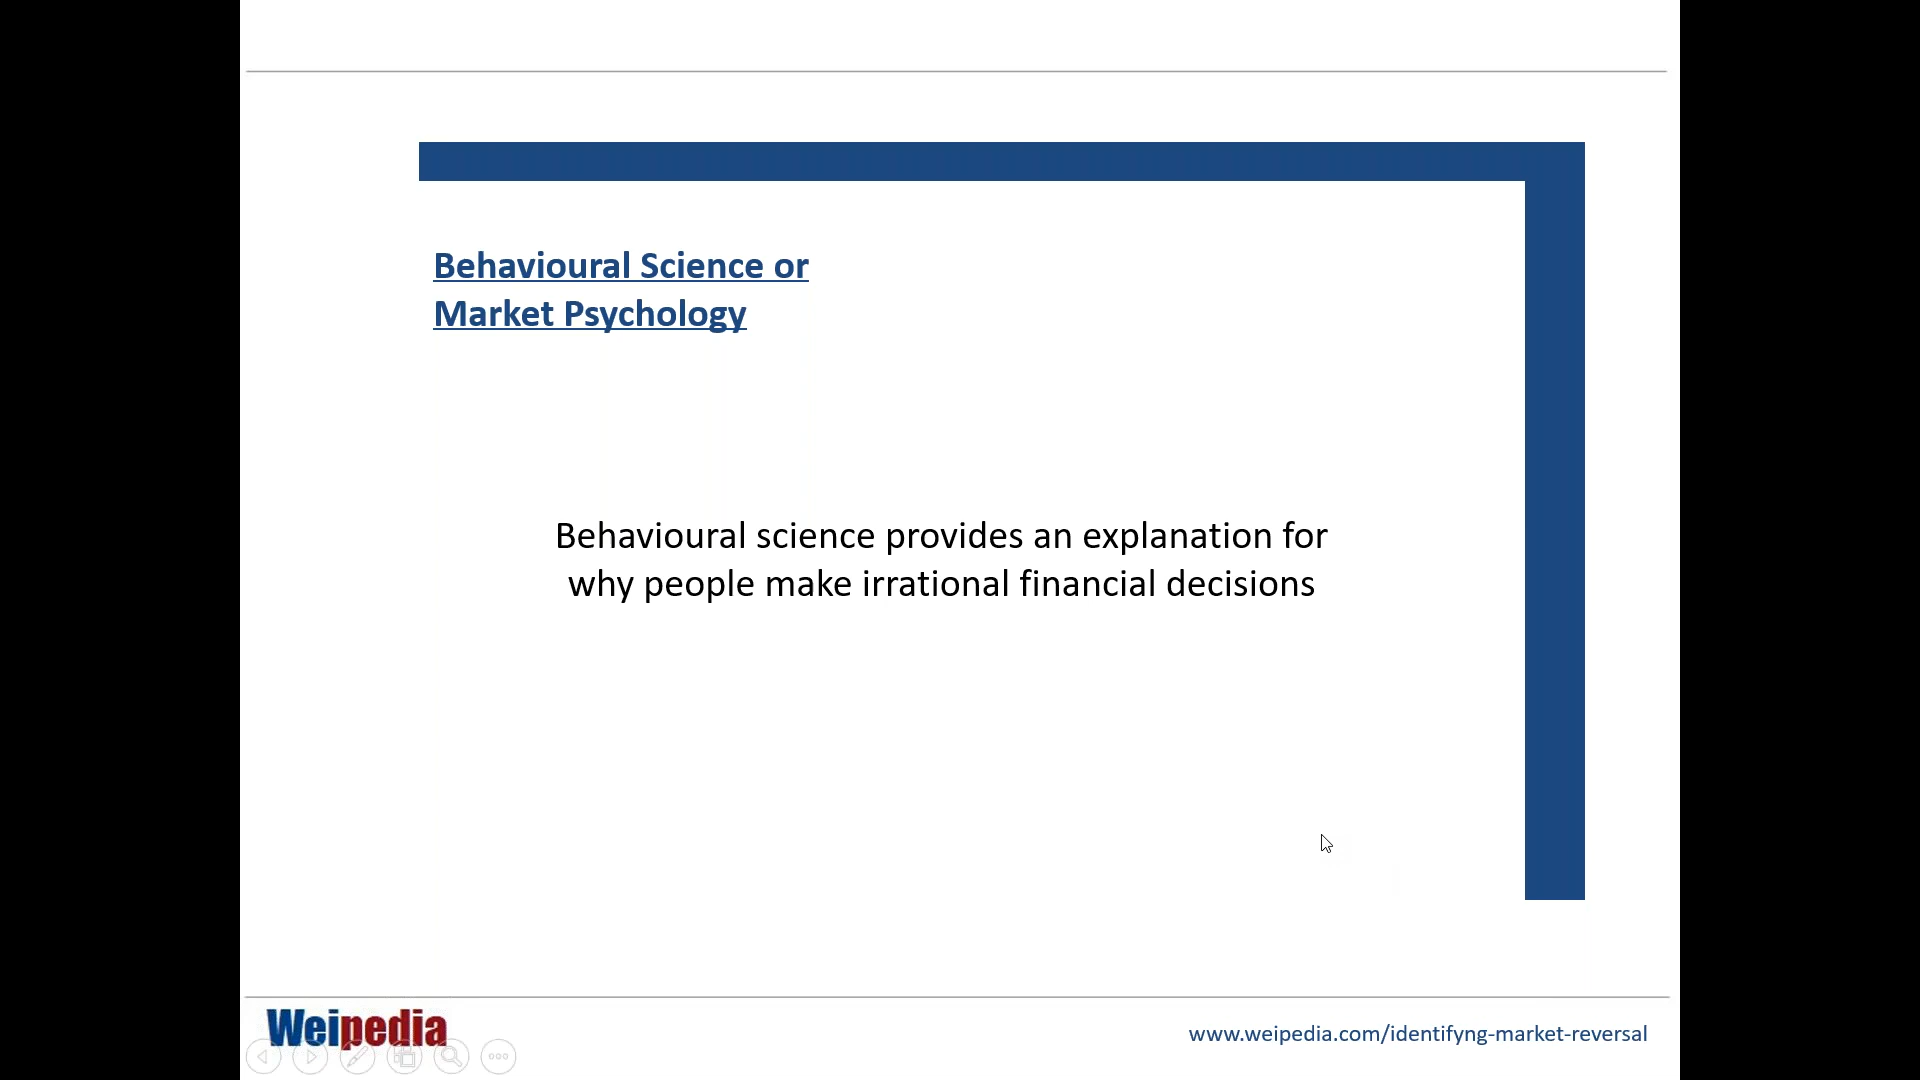 Behavioural Science or
Market Psychology
Behavioural science provides an explanation for
why people make irrational financial decisions
Weipedia
www.weipedia.com/identifyng-market-reversal